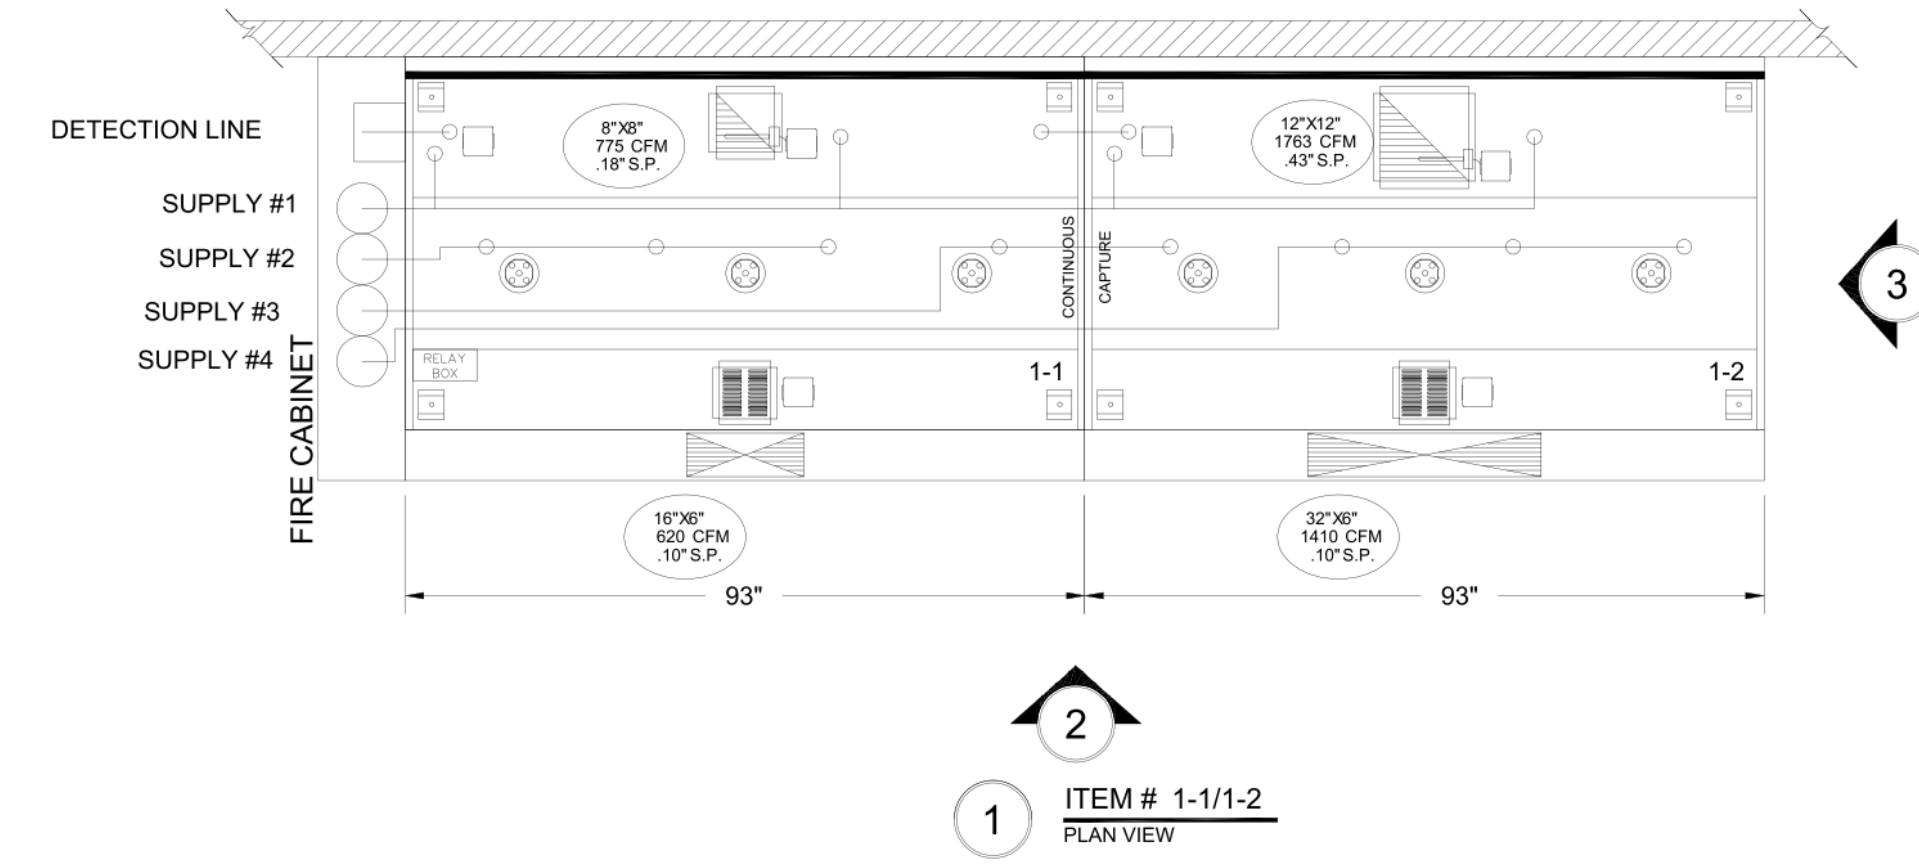 DETECTION LINE
8"X8"
775 CFM
.18" S.P.
12"X12"
1763 CFM
.43" S.P.
SUPPLY #1
SUPPLY #2
SUPPLY #3
SUPPLY #4
FIRE CABINET
CONTINUOUS
CAPTURE
3
RELAY
BOX
1-1
1-2
16"X6"
620 CFM
.10" S.P.
32"X6"
1410 CFM
.10" S.P.
93"
93"
2
1
ITEM # 1-1/1-2
PLAN VIEW